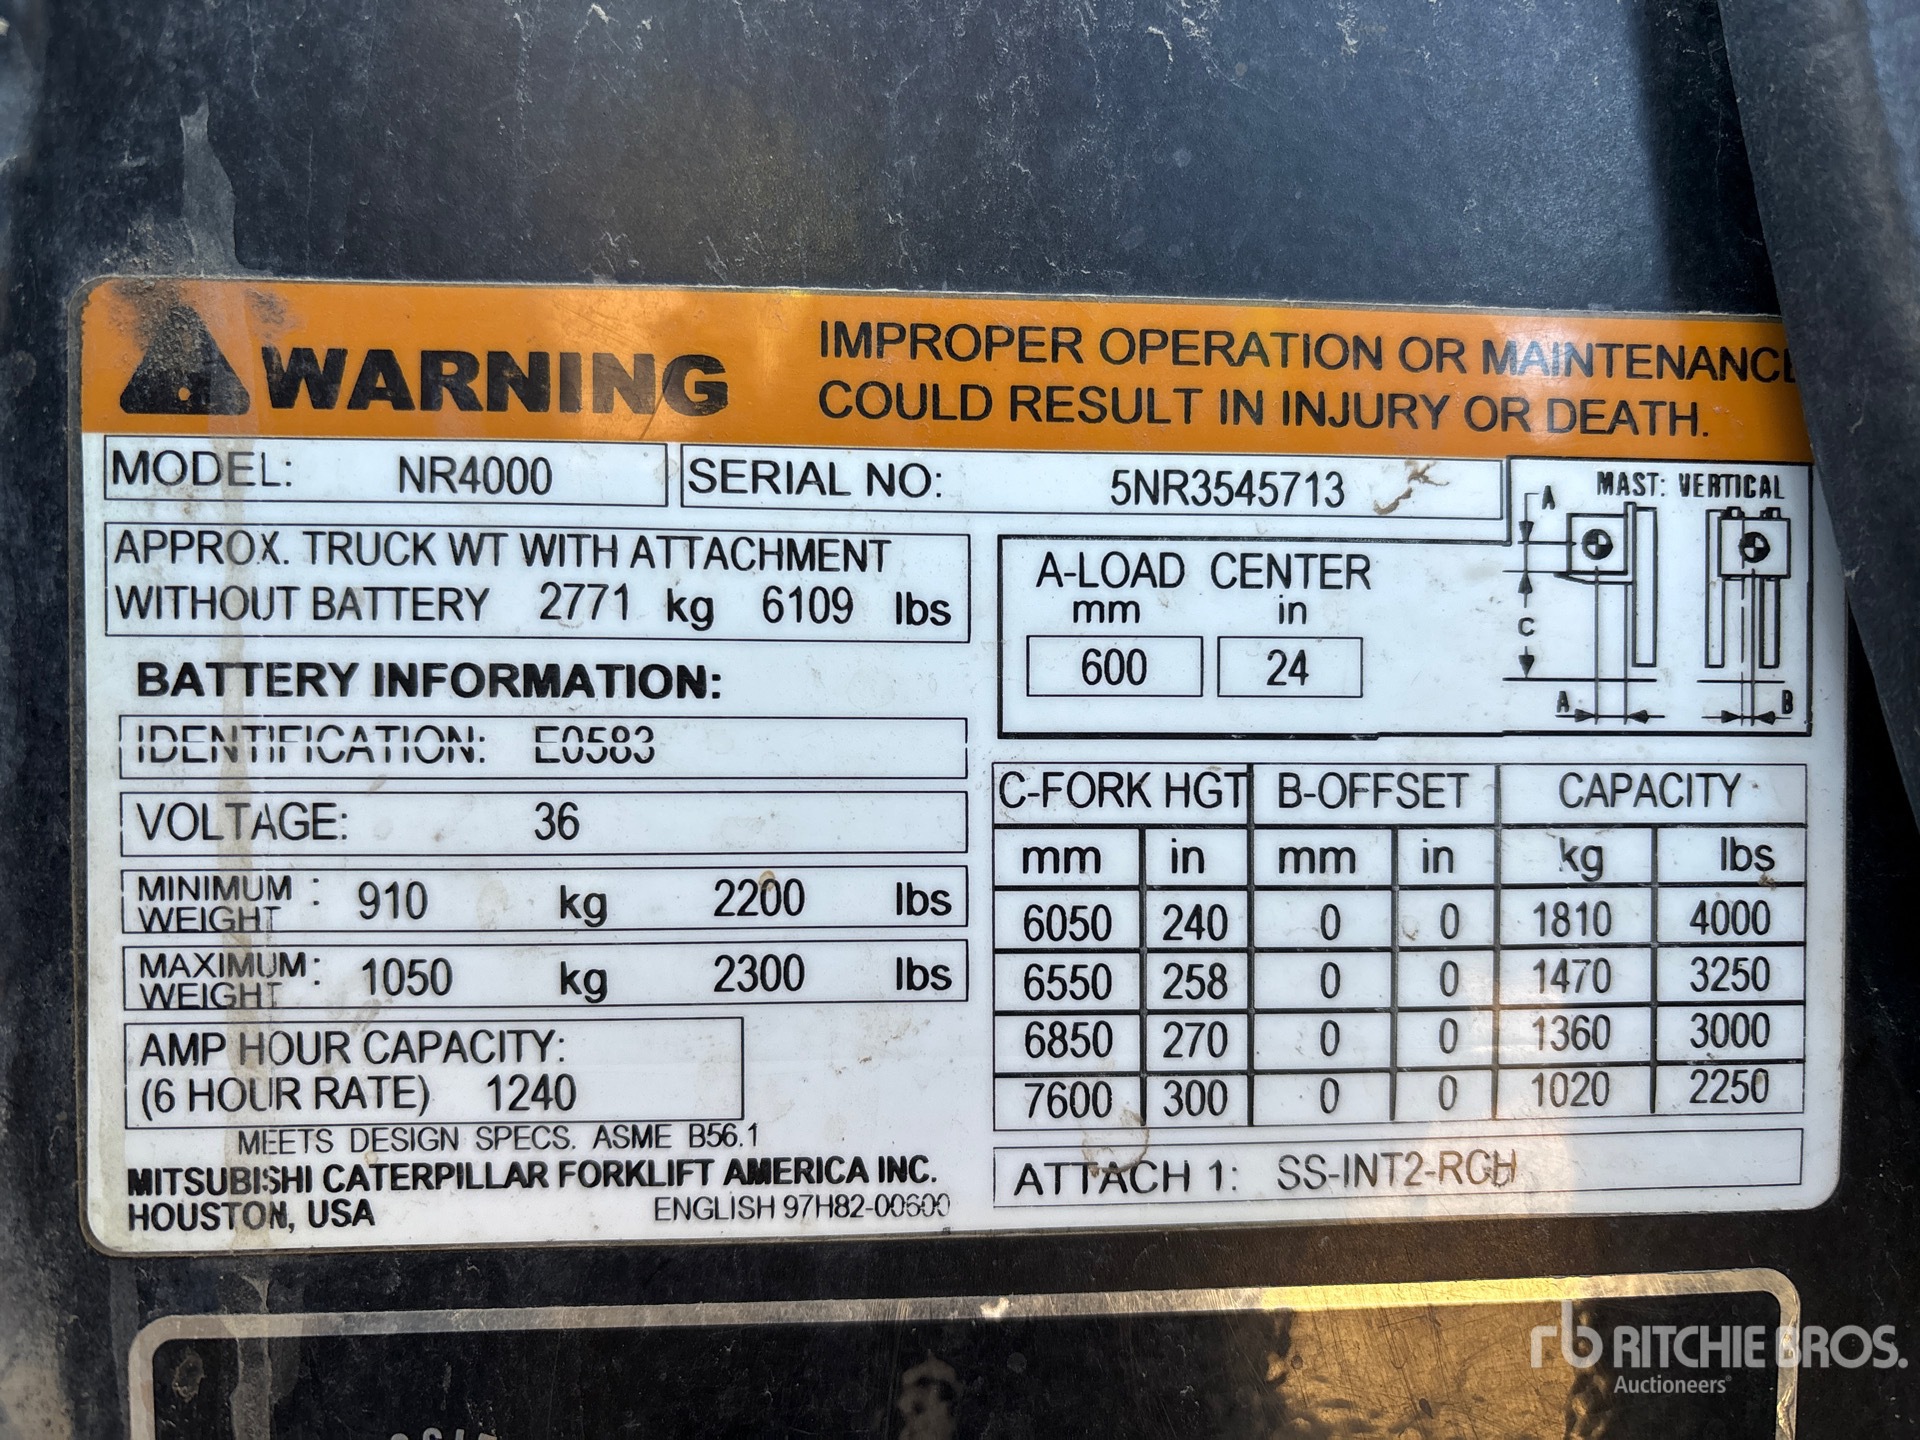 WARNING
IMPROPER OPERATION OR MAINTENANCE
COULD RESULT IN INJURY OR DEATH.
MODEL: NR4000
SERIAL NO: 5NR3545713
MAST: VERTICAL
A
C
A
B
APPROX. TRUCK WT WITH ATTACHMENT
WITHOUT BATTERY 2771 kg 6109 lbs
A-LOAD CENTER
mm in
600 24
BATTERY INFORMATION:
IDENTIFICATION: E0583
VOLTAGE: 36
MINIMUM WEIGHT : 910 kg 2200 lbs
MAXIMUM WEIGHT : 1050 kg 2300 lbs
AMP HOUR CAPACITY:
(6 HOUR RATE) 1240
C-FORK HGT B-OFFSET CAPACITY
mm in mm in kg lbs
6050 240 0 0 1810 4000
6550 258 0 0 1470 3250
6850 270 0 0 1360 3000
7600 300 0 0 1020 2250
ATTACH 1: SS-INT2-RCH
MEETS DESIGN SPECS. ASME B56.1
MITSUBISHI CATERPILLAR FORKLIFT AMERICA INC.
HOUSTON, USA
ENGLISH 97H82-00600
rb RITCHIE BROS.
Auctioneers